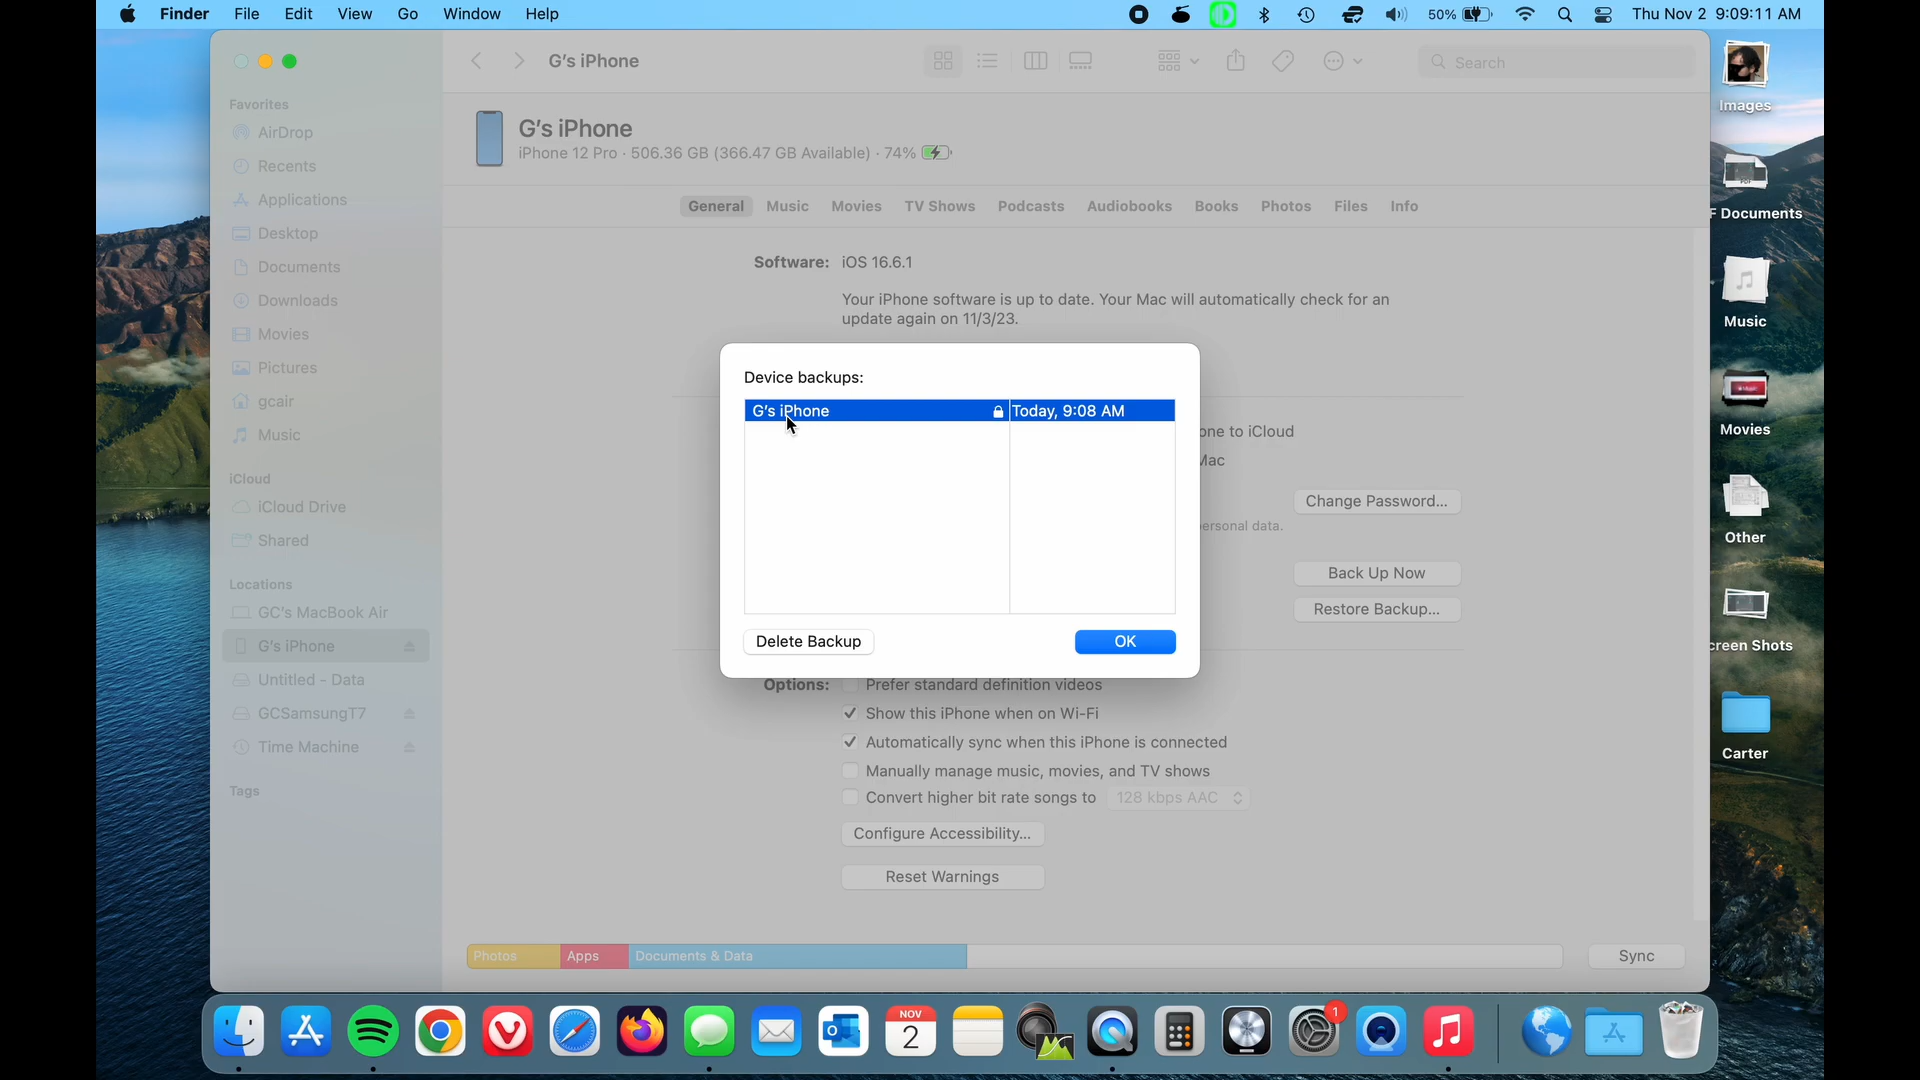 Finder File Edit View Go Window Help 50% Thu Nov 2 9:09:11 AM
G's iPhone Search
Favorites
AirDrop
Recents
Applications
Desktop
Documents
Downloads
Movies
Pictures
gcair
Music
iCloud
iCloud Drive
Shared
Locations
GC's MacBook Air
G's iPhone
Untitled - Data
GCSamsungT7
Time Machine
Tags
G's iPhone
iPhone 12 Pro · 506.36 GB (366.47 GB Available) · 74%
General Music Movies TV Shows Podcasts Audiobooks Books Photos Files Info
Software: iOS 16.6.1
Your iPhone software is up to date. Your Mac will automatically check for an
update again on 11/3/23.
Device backups:
G's iPhone Today, 9:08 AM
Delete Backup OK
one to iCloud
Mac
Change Password...
ersonal data.
Back Up Now
Restore Backup...
Options: Prefer standard definition videos
Show this iPhone when on Wi-Fi
Automatically sync when this iPhone is connected
Manually manage music, movies, and TV shows
Convert higher bit rate songs to 128 kbps AAC
Configure Accessibility...
Reset Warnings
Photos Apps Documents & Data Sync
Images
PDF
F Documents
Music
Movies
Other
creen Shots
Carter
NOV
2
1